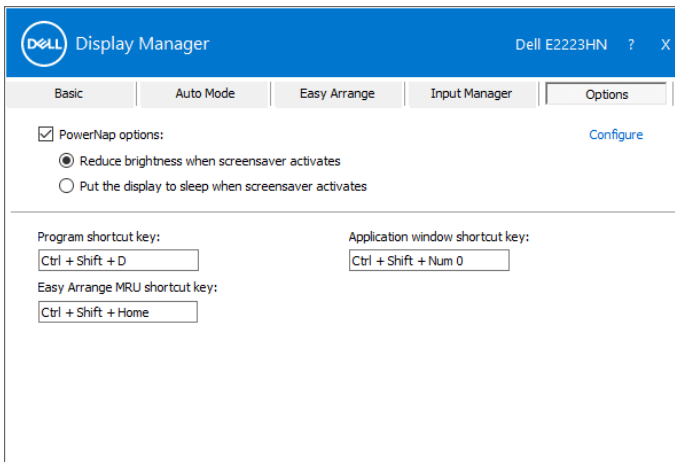 DELL Display Manager Dell E2223HN ? X
Basic Auto Mode Easy Arrange Input Manager Options
PowerNap options: Configure
Reduce brightness when screensaver activates
Put the display to sleep when screensaver activates
Program shortcut key: Application window shortcut key:
Ctrl + Shift + D Ctrl + Shift + Num 0
Easy Arrange MRU shortcut key:
Ctrl + Shift + Home